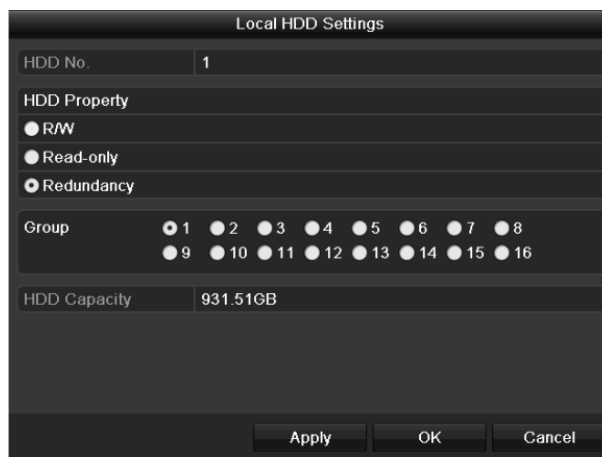 Local HDD Settings
HDD No. 1
HDD Property
R/W
Read-only
Redundancy
Group 1 2 3 4 5 6 7 8
9 10 11 12 13 14 15 16
HDD Capacity 931.51GB
Apply OK Cancel